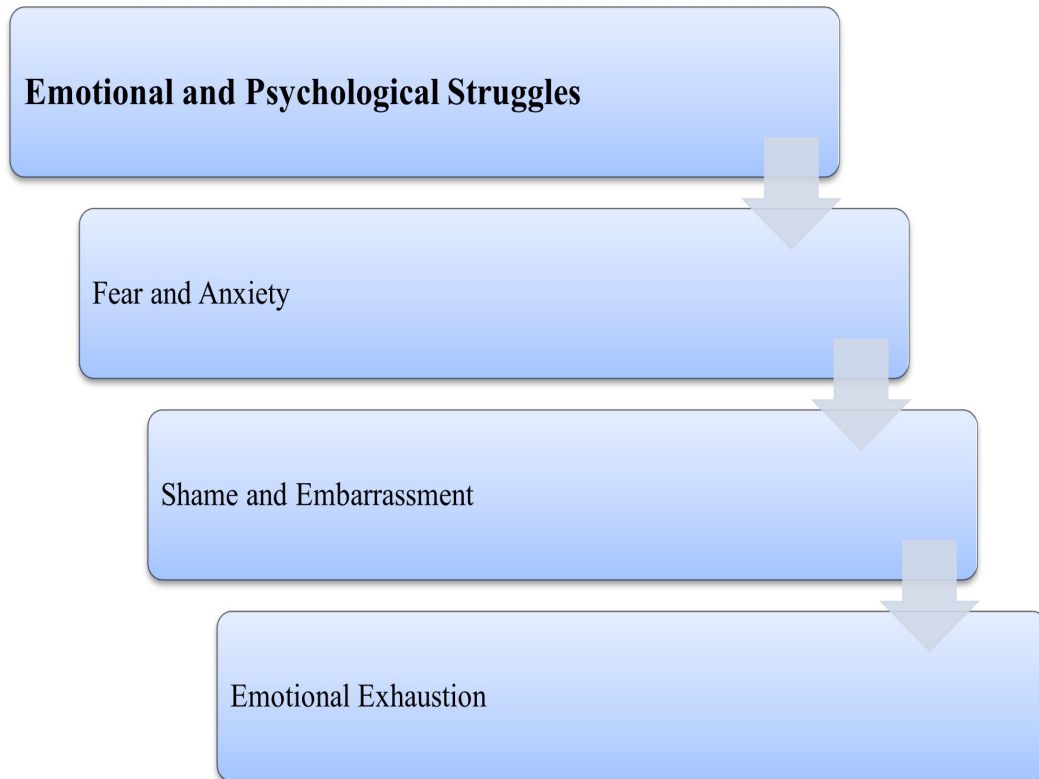 Emotional and Psychological Struggles
Fear and Anxiety
Shame and Embarrassment
Emotional Exhaustion